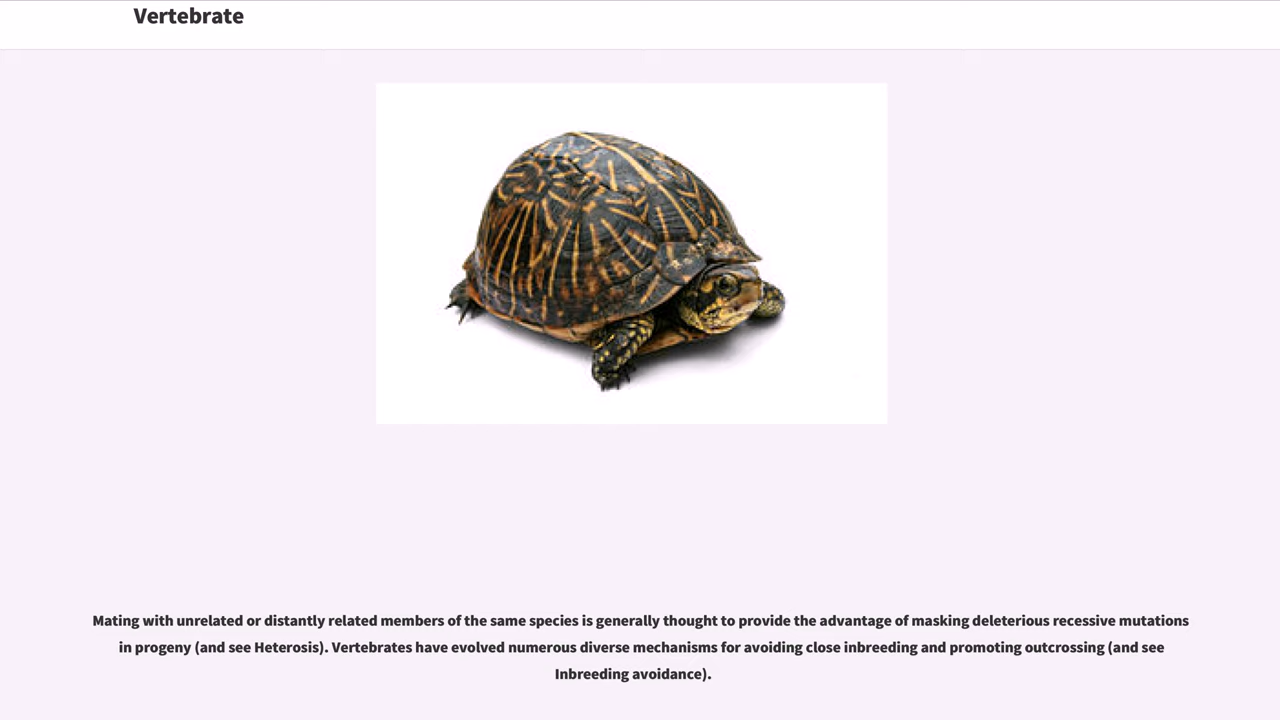 Vertebrate
Mating with unrelated or distantly related members of the same species is generally thought to provide the advantage of masking deleterious recessive mutations
in progeny (and see Heterosis). Vertebrates have evolved numerous diverse mechanisms for avoiding close inbreeding and promoting outcrossing (and see
Inbreeding avoidance).